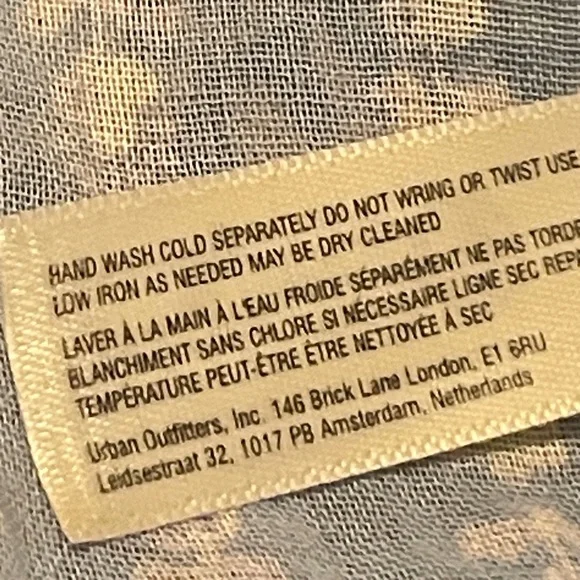 HAND WASH COLD SEPARATELY DO NOT WRING OR TWIST USE
LOW IRON AS NEEDED MAY BE DRY CLEANED
LAVER À LA MAIN À L'EAU FROIDE SÉPARÉMENT NE PAS TORDE
BLANCHIMENT SANS CHLORE SI NÉCESSAIRE LIGNE SEC REPA
TEMPÉRATURE PEUT-ÊTRE ÊTRE NETTOYÉE À SEC
Urban Outfitters, Inc. 146 Brick Lane London, E1 6RU
Leidsestraat 32, 1017 PB Amsterdam, Netherlands